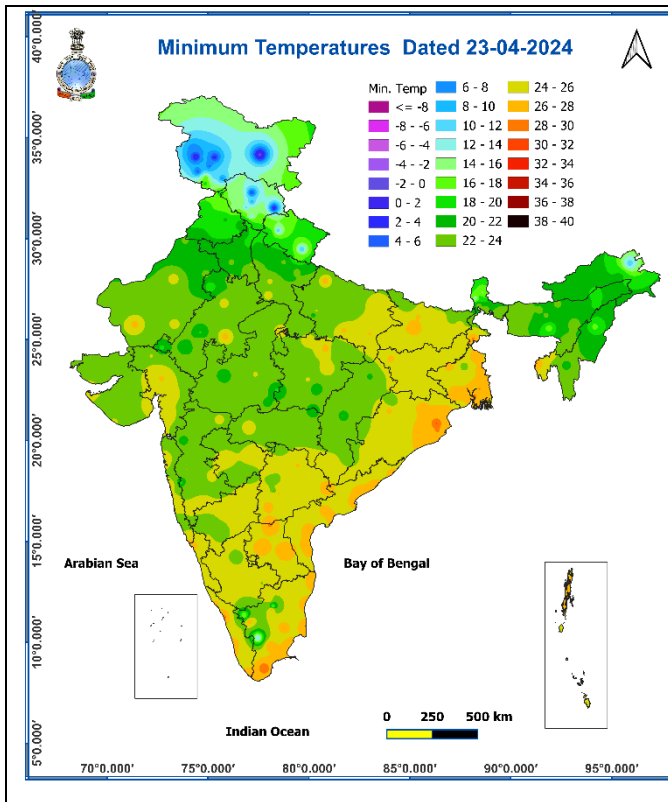 Minimum Temperatures Dated 23-04-2024
Min. Temp
<= -8
-8 - -6
-6 - -4
-4 - -2
-2 - 0
0 - 2
2 - 4
4 - 6
6 - 8
8 - 10
10 - 12
12 - 14
14 - 16
16 - 18
18 - 20
20 - 22
22 - 24
24 - 26
26 - 28
28 - 30
30 - 32
32 - 34
34 - 36
36 - 38
38 - 40
40°0.000'
35°0.000'
30°0.000'
25°0.000'
20°0.000'
15°0.000'
10°0.000'
5°0.000'
Arabian Sea
Bay of Bengal
Indian Ocean
0 250 500 km
70°0.000' 75°0.000' 80°0.000' 85°0.000' 90°0.000' 95°0.000'